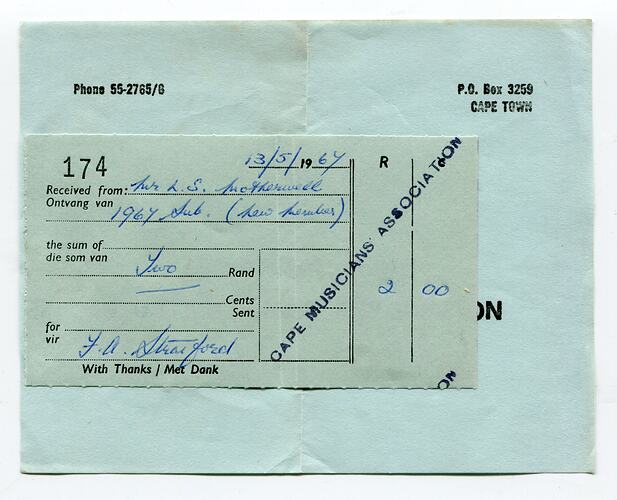 Phone 55-2765/6
P.O. Box 3259
CAPE TOWN
174
13/5/1967
R c
Received from: Mr L. S. Motherwell
Ontvang van 1967 Sub. (new member)
the sum of
die som van Two Rand
2 00
Cents
Sent
for
vir F. A. Stratford
With Thanks / Met Dank
CAPE MUSICIANS' ASSOCIATION
ON
ON